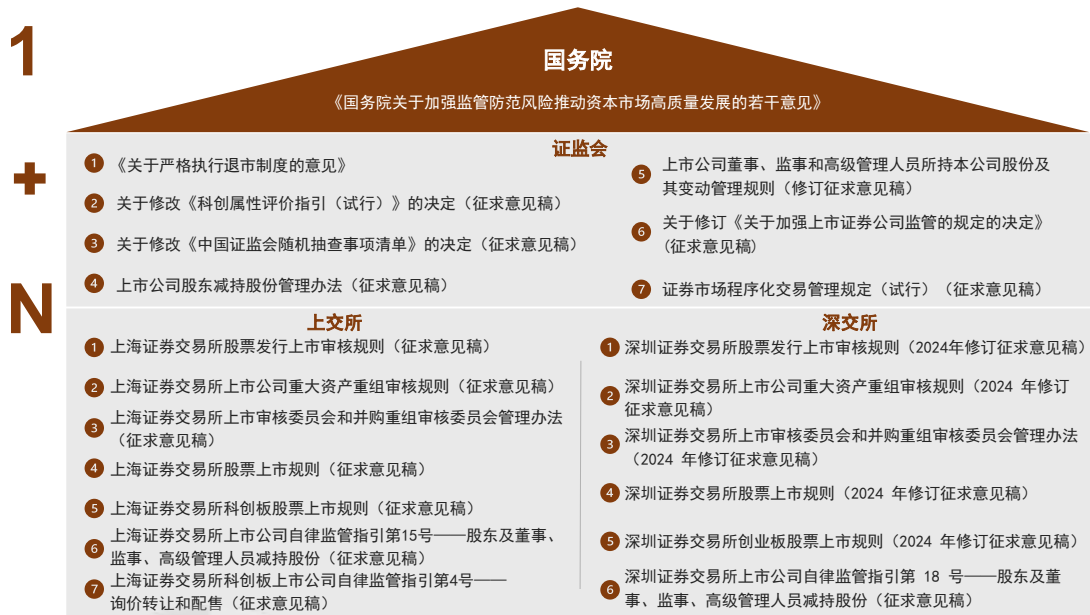 1
+
N
国务院
《国务院关于加强监管防范风险推动资本市场高质量发展的若干意见》
证监会
1 《关于严格执行退市制度的意见》
2 关于修改《科创属性评价指引（试行）》的决定（征求意见稿）
3 关于修改《中国证监会随机抽查事项清单》的决定（征求意见稿）
4 上市公司股东减持股份管理办法（征求意见稿）
5 上市公司董事、监事和高级管理人员所持本公司股份及
其变动管理规则（修订征求意见稿）
6 关于修订《关于加强上市证券公司监管的规定的决定》
（征求意见稿）
7 证券市场程序化交易管理规定（试行）（征求意见稿）
上交所
1 上海证券交易所股票发行上市审核规则（征求意见稿）
2 上海证券交易所上市公司重大资产重组审核规则（征求意见稿）
3 上海证券交易所上市审核委员会和并购重组审核委员会管理办法
（征求意见稿）
4 上海证券交易所股票上市规则（征求意见稿）
5 上海证券交易所科创板股票上市规则（征求意见稿）
6 上海证券交易所上市公司自律监管指引第15号——股东及董事、
监事、高级管理人员减持股份（征求意见稿）
7 上海证券交易所科创板上市公司自律监管指引第4号——
询价转让和配售（征求意见稿）
深交所
1 深圳证券交易所股票发行上市审核规则（2024年修订征求意见稿）
2 深圳证券交易所上市公司重大资产重组审核规则（2024 年修订
征求意见稿）
3 深圳证券交易所上市审核委员会和并购重组审核委员会管理办法
（2024 年修订征求意见稿）
4 深圳证券交易所股票上市规则（2024 年修订征求意见稿）
5 深圳证券交易所创业板股票上市规则（2024 年修订征求意见稿）
6 深圳证券交易所上市公司自律监管指引第 18 号——股东及董
事、监事、高级管理人员减持股份（征求意见稿）